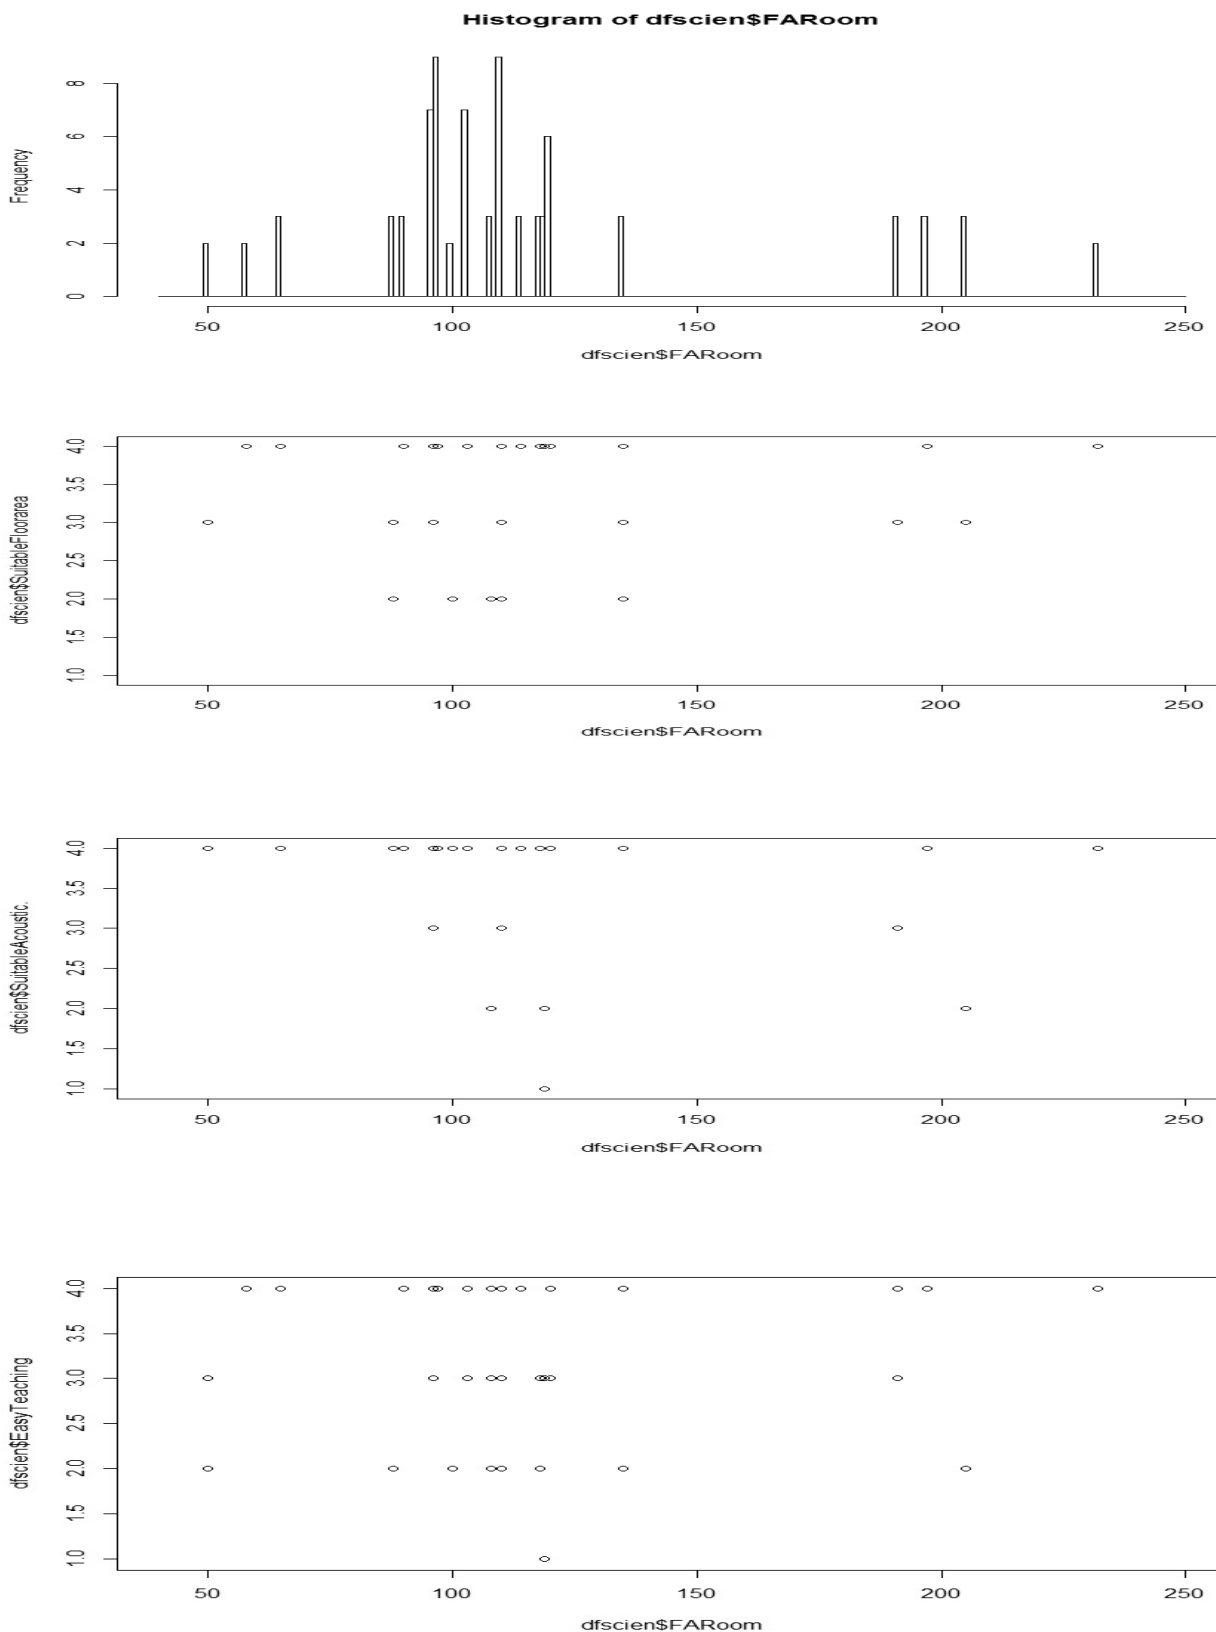 Histogram of dfscien$FARoom
Frequency
8
6
4
2
0
50 100 150 200 250
dfscien$FARoom
dfscien$SuitableFloorarea
4.0
3.5
3.0
2.5
2.0
1.5
1.0
50 100 150 200 250
dfscien$FARoom
dfscien$SuitableAcoustic.
4.0
3.5
3.0
2.5
2.0
1.5
1.0
50 100 150 200 250
dfscien$FARoom
dfscien$EasyTeaching
4.0
3.5
3.0
2.5
2.0
1.5
1.0
50 100 150 200 250
dfscien$FARoom